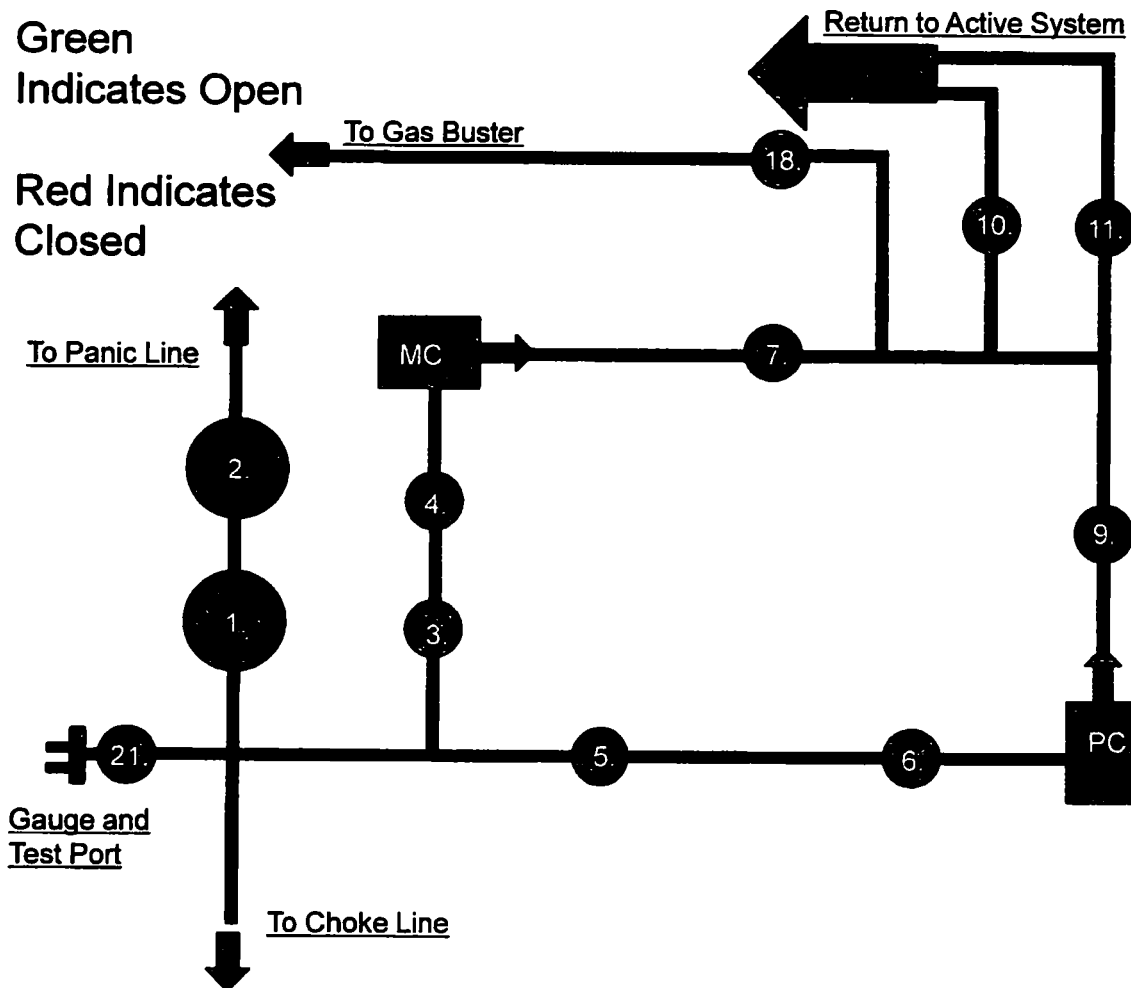 Green
Indicates Open
Return to Active System
To Gas Buster
18.
Red Indicates
Closed
10.
11.
To Panic Line
MC
7.
2.
4.
9.
1.
3.
21.
5.
6.
PC
Gauge and
Test Port
To Choke Line